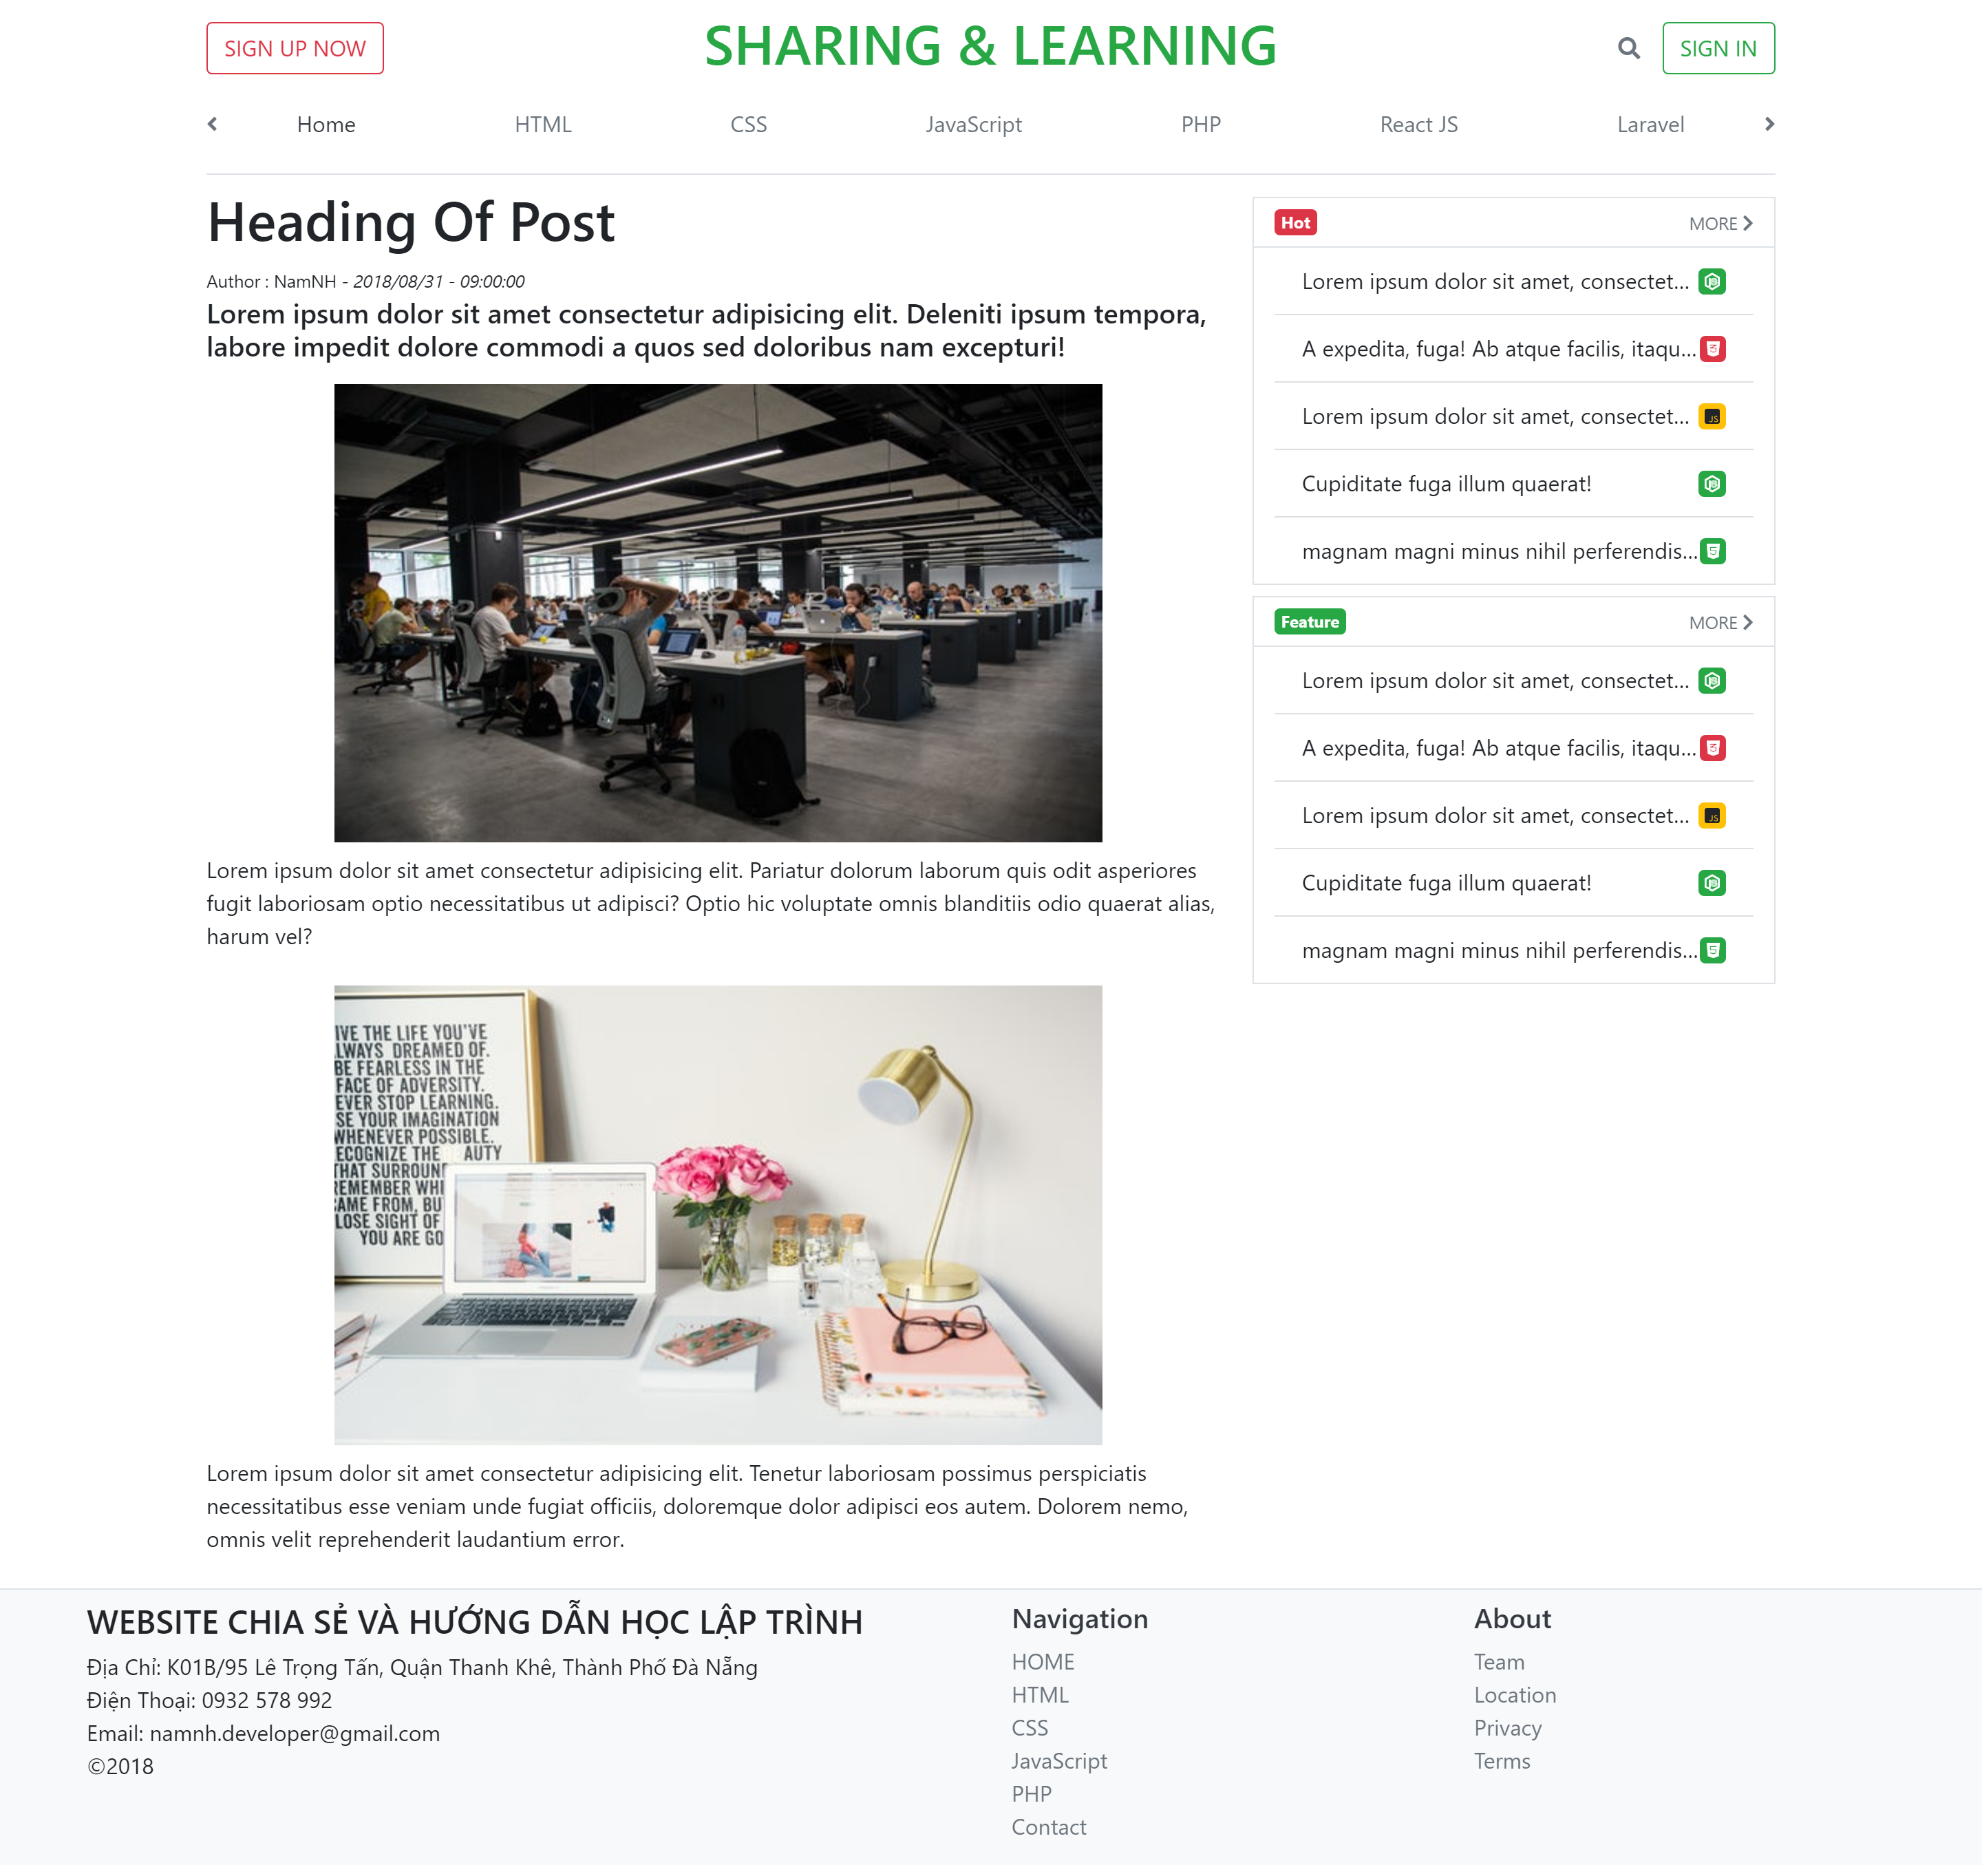 SIGN UP NOW
SHARING & LEARNING
SIGN IN
Home
HTML
CSS
JavaScript
PHP
React JS
Laravel
Heading Of Post
Author : NamNH - 2018/08/31 - 09:00:00
Lorem ipsum dolor sit amet consectetur adipisicing elit. Deleniti ipsum tempora,
labore impedit dolore commodi a quos sed doloribus nam excepturi!
Lorem ipsum dolor sit amet consectetur adipisicing elit. Pariatur dolorum laborum quis odit asperiores
fugit laboriosam optio necessitatibus ut adipisci? Optio hic voluptate omnis blanditiis odio quaerat alias,
harum vel?
IVE THE LIFE YOU'VE
LWAYS DREAMED OF.
BE FEARLESS IN THE
FACE OF ADVERSITY.
EVER STOP LEARNING.
SE YOUR IMAGINATION
WHENEVER POSSIBLE.
ECOGNIZE THE AUTY
THAT SURROUN
REMEMBER WH
AME FROM, BU
LOSE SIGHT OF
YOU ARE GO
Lorem ipsum dolor sit amet consectetur adipisicing elit. Tenetur laboriosam possimus perspiciatis
necessitatibus esse veniam unde fugiat officiis, doloremque dolor adipisci eos autem. Dolorem nemo,
omnis velit reprehenderit laudantium error.
Hot
MORE
Lorem ipsum dolor sit amet, consectet...
A expedita, fuga! Ab atque facilis, itaqu...
Lorem ipsum dolor sit amet, consectet...
JS
Cupiditate fuga illum quaerat!
magnam magni minus nihil perferendis...
Feature
MORE
Lorem ipsum dolor sit amet, consectet...
A expedita, fuga! Ab atque facilis, itaqu...
Lorem ipsum dolor sit amet, consectet...
JS
Cupiditate fuga illum quaerat!
magnam magni minus nihil perferendis...
WEBSITE CHIA SẺ VÀ HƯỚNG DẪN HỌC LẬP TRÌNH
Địa Chỉ: K01B/95 Lê Trọng Tấn, Quận Thanh Khê, Thành Phố Đà Nẵng
Điện Thoại: 0932 578 992
Email: namnh.developer@gmail.com
©2018
Navigation
HOME
HTML
CSS
JavaScript
PHP
Contact
About
Team
Location
Privacy
Terms